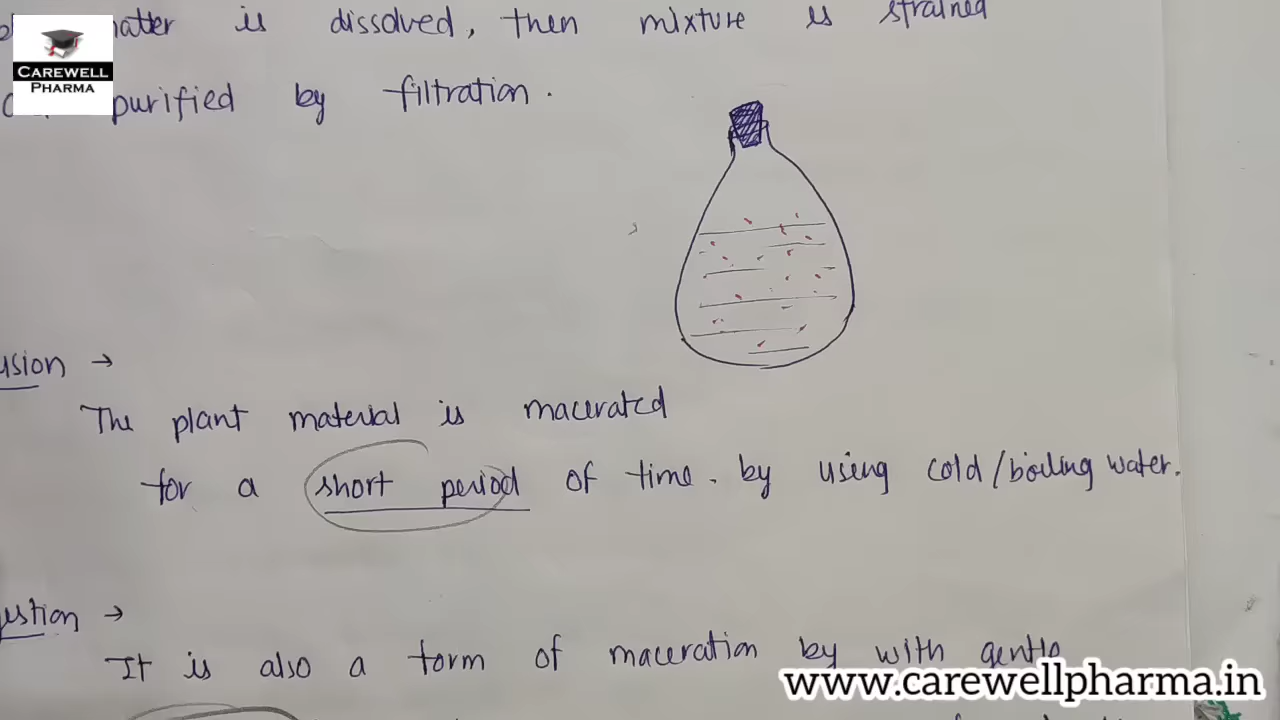 matter is dissolved, then mixture is strained
CAREWELL
PHARMA
purified by filtration.
usion →
The plant material is macerated
for a short period of time. by using cold/boiling water.
estion →
It is also a form of maceration by with gentle
www.carewellpharma.in